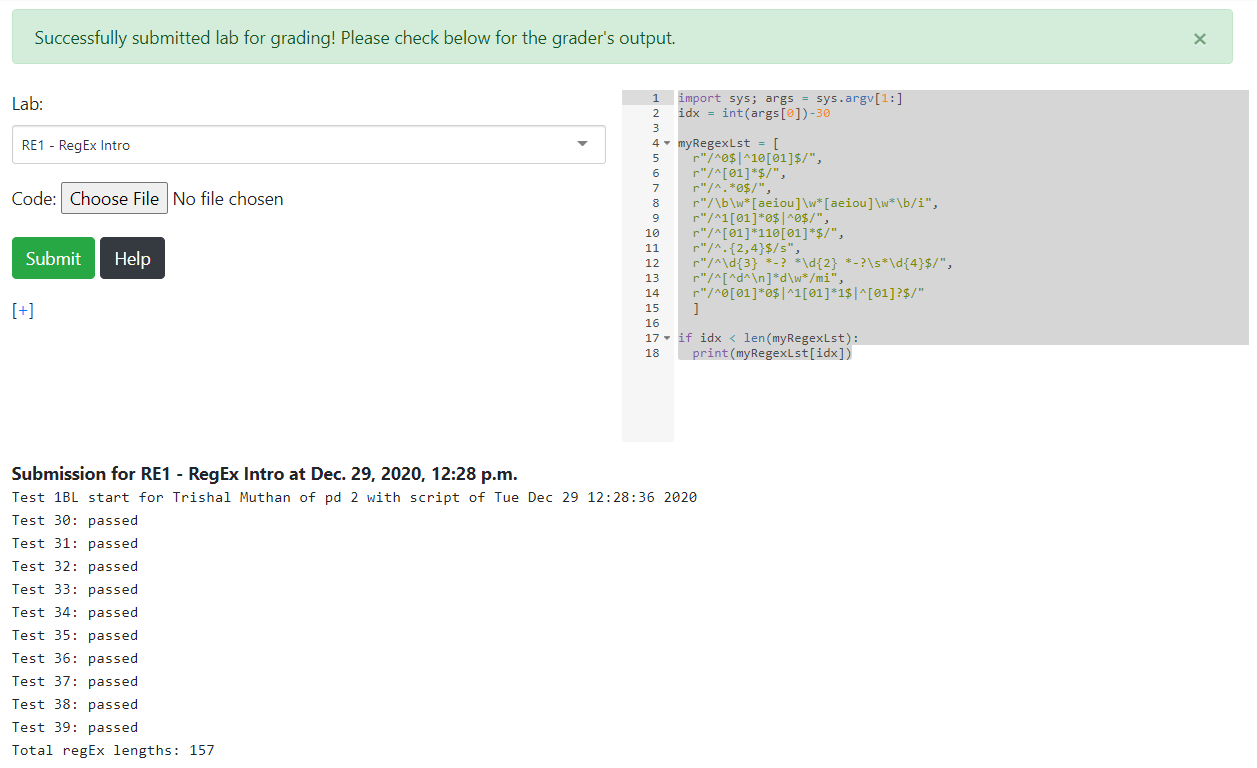 Successfully submitted lab for grading! Please check below for the grader's output. ×
Lab:
RE1 - RegEx Intro
Code: Choose File No file chosen
Submit Help
[+]
1 import sys; args = sys.argv[1:]
2 idx = int(args[0])-30
3
4 myRegexLst = [
5   r"/^0$|^10[01]$/",
6   r"/^[01]*$/",
7   r"/^.*0$/",
8   r"/\b\w*[aeiou]\w*[aeiou]\w*\b/i",
9   r"/^1[01]*0$|^0$/",
10   r"/^[01]*110[01]*$/",
11   r"/^.{2,4}$/s",
12   r"/^\d{3} *-? *\d{2} *-?\s*\d{4}$/",
13   r"/^[^d^\n]*d\w*/mi",
14   r"/^0[01]*0$|^1[01]*1$|^[01]?$/"
15   ]
16
17 if idx < len(myRegexLst):
18   print(myRegexLst[idx])
Submission for RE1 - RegEx Intro at Dec. 29, 2020, 12:28 p.m.
Test 1BL start for Trishal Muthan of pd 2 with script of Tue Dec 29 12:28:36 2020
Test 30: passed
Test 31: passed
Test 32: passed
Test 33: passed
Test 34: passed
Test 35: passed
Test 36: passed
Test 37: passed
Test 38: passed
Test 39: passed
Total regEx lengths: 157